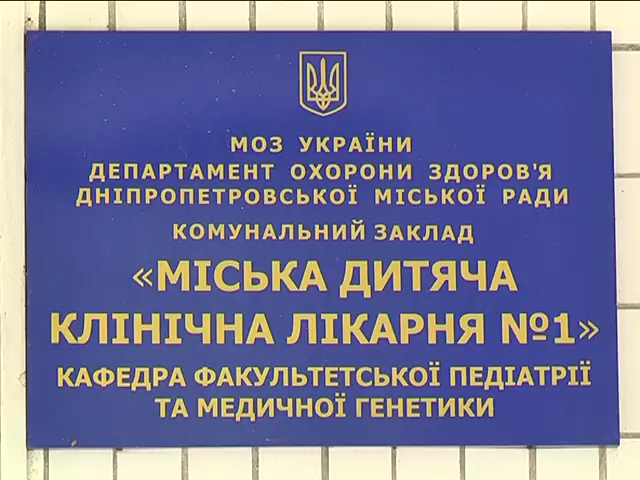 МОЗ УКРАЇНИ
ДЕПАРТАМЕНТ ОХОРОНИ ЗДОРОВ'Я
ДНІПРОПЕТРОВСЬКОЇ МІСЬКОЇ РАДИ
КОМУНАЛЬНИЙ ЗАКЛАД
«МІСЬКА ДИТЯЧА
КЛІНІЧНА ЛІКАРНЯ №1»
КАФЕДРА ФАКУЛЬТЕТСЬКОЇ ПЕДІАТРІЇ
ТА МЕДИЧНОЇ ГЕНЕТИКИ